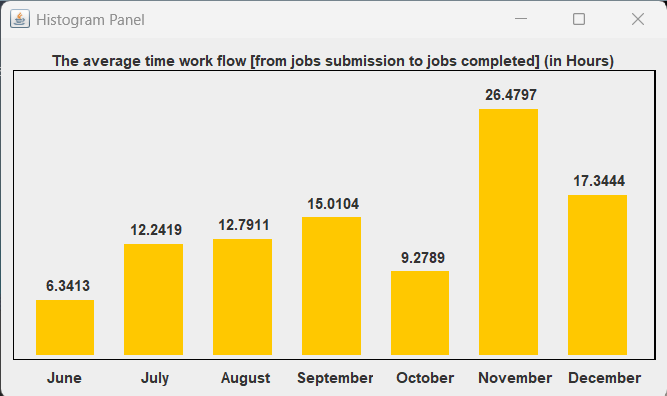 Histogram Panel
The average time work flow [from jobs submission to jobs completed] (in Hours)
26.4797
17.3444
15.0104
12.7911
12.2419
9.2789
6.3413
June July August September October November December